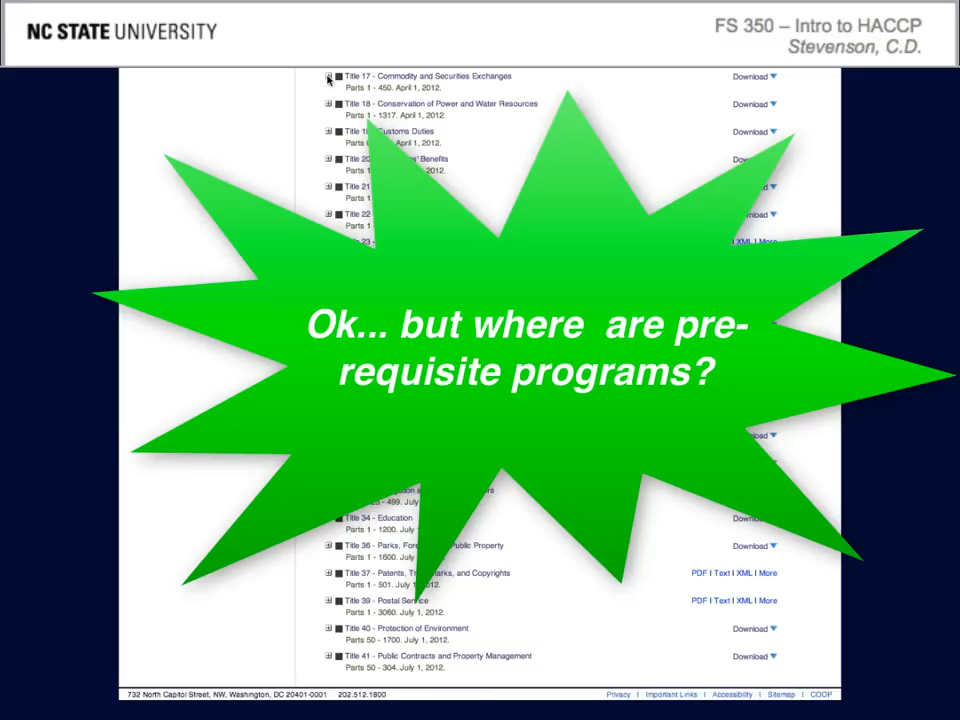 NC STATE UNIVERSITY
FS 350 – Intro to HACCP
Stevenson, C.D.
Title 17 - Commodity and Securities Exchanges
Download
Parts 1 - 450. April 1, 2012.
Title 18 - Conservation of Power and Water Resources
Download
Parts 1 - 1317. April 1, 2012.
Title 19 Customs Duties
Download
Parts April 1, 2012.
Title 20 Benefits
Parts 2012.
Title 21
Parts 1
Title 22
Parts 1
XML I More
Ok... but where are pre-
requisite programs?
499. July
Title 34 - Education
Parts 1 - 1200. July
Title 36 - Parks, Public Property
Download
Parts 1 - 1600. July
Title 37 - Patents, and Copyrights
PDF I Text I XML I More
Parts 1 - 501. July 1, 2012.
Title 39 - Postal Service
PDF I Text I XML I More
Parts 1 - 3060. July 1, 2012.
Title 40 - Protection of Environment
Download
Parts 50 - 1700. July 1, 2012.
Title 41 - Public Contracts and Property Management
Download
Parts 50 - 304. July 1, 2012.
732 North Capitol Street, NW, Washington, DC 20401-0001 202.512.1800
Privacy I Important Links I Accessibility I Sitemap I COOP